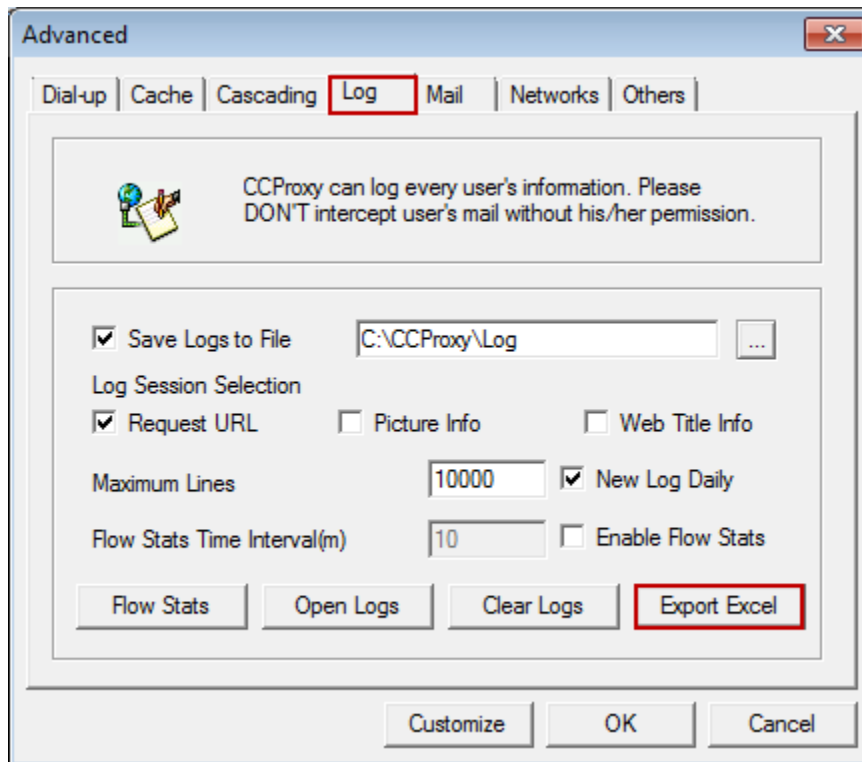 Advanced
Dial-up Cache Cascading Log Mail Networks Others
CCProxy can log every user's information. Please
DON'T intercept user's mail without his/her permission.
Save Logs to File C:\CCProxy\Log ...
Log Session Selection
Request URL Picture Info Web Title Info
Maximum Lines 10000 New Log Daily
Flow Stats Time Interval(m) 10 Enable Flow Stats
Flow Stats Open Logs Clear Logs Export Excel
Customize OK Cancel